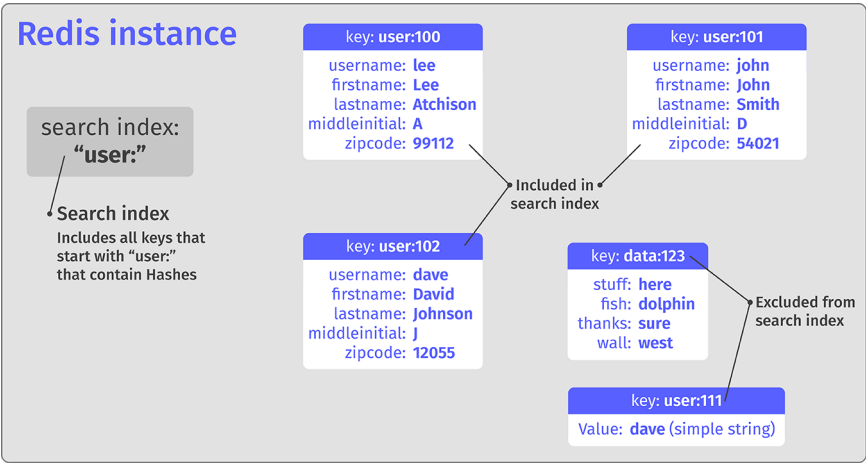 Redis instance
search index:
“user:”
Search index
Includes all keys that
start with “user:”
that contain Hashes
key: user:100
username: lee
firstname: Lee
lastname: Atchison
middleinitial: A
zipcode: 99112
key: user:101
username: john
firstname: John
lastname: Smith
middleinitial: D
zipcode: 54021
Included in
search index
key: user:102
username: dave
firstname: David
lastname: Johnson
middleinitial: J
zipcode: 12055
key: data:123
stuff: here
fish: dolphin
thanks: sure
wall: west
Excluded from
search index
key: user:111
Value: dave (simple string)